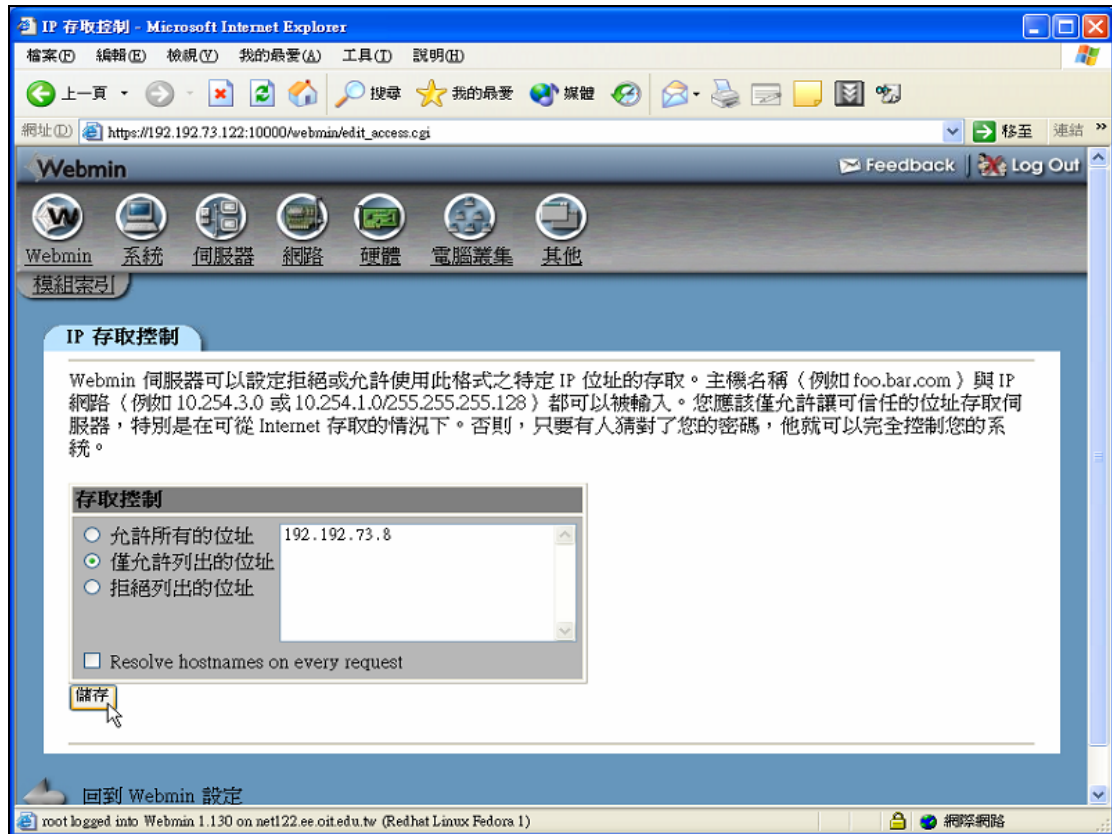 IP 存取控制 - Microsoft Internet Explorer
檔案(F) 編輯(E) 檢視(V) 我的最愛(A) 工具(T) 說明(H)
上一頁 搜尋 我的最愛 媒體
網址(D) https://192.192.73.122:10000/webmin/edit_access.cgi 移至 連結 »
Webmin Feedback Log Out
Webmin 系統 伺服器 網路 硬體 電腦叢集 其他
模組索引
IP 存取控制
Webmin 伺服器可以設定拒絕或允許使用此格式之特定 IP 位址的存取。主機名稱（例如 foo.bar.com）與 IP
網路（例如 10.254.3.0 或 10.254.1.0/255.255.255.128）都可以被輸入。您應該僅允許讓可信任的位址存取伺
服器，特別是在可從 Internet 存取的情況下。否則，只要有人猜對了您的密碼，他就可以完全控制您的系
統。
存取控制
允許所有的位址 192.192.73.8
僅允許列出的位址
拒絕列出的位址
Resolve hostnames on every request
儲存
回到 Webmin 設定
root logged into Webmin 1.130 on net122.ee.oit.edu.tw (Redhat Linux Fedora 1) 網際網路